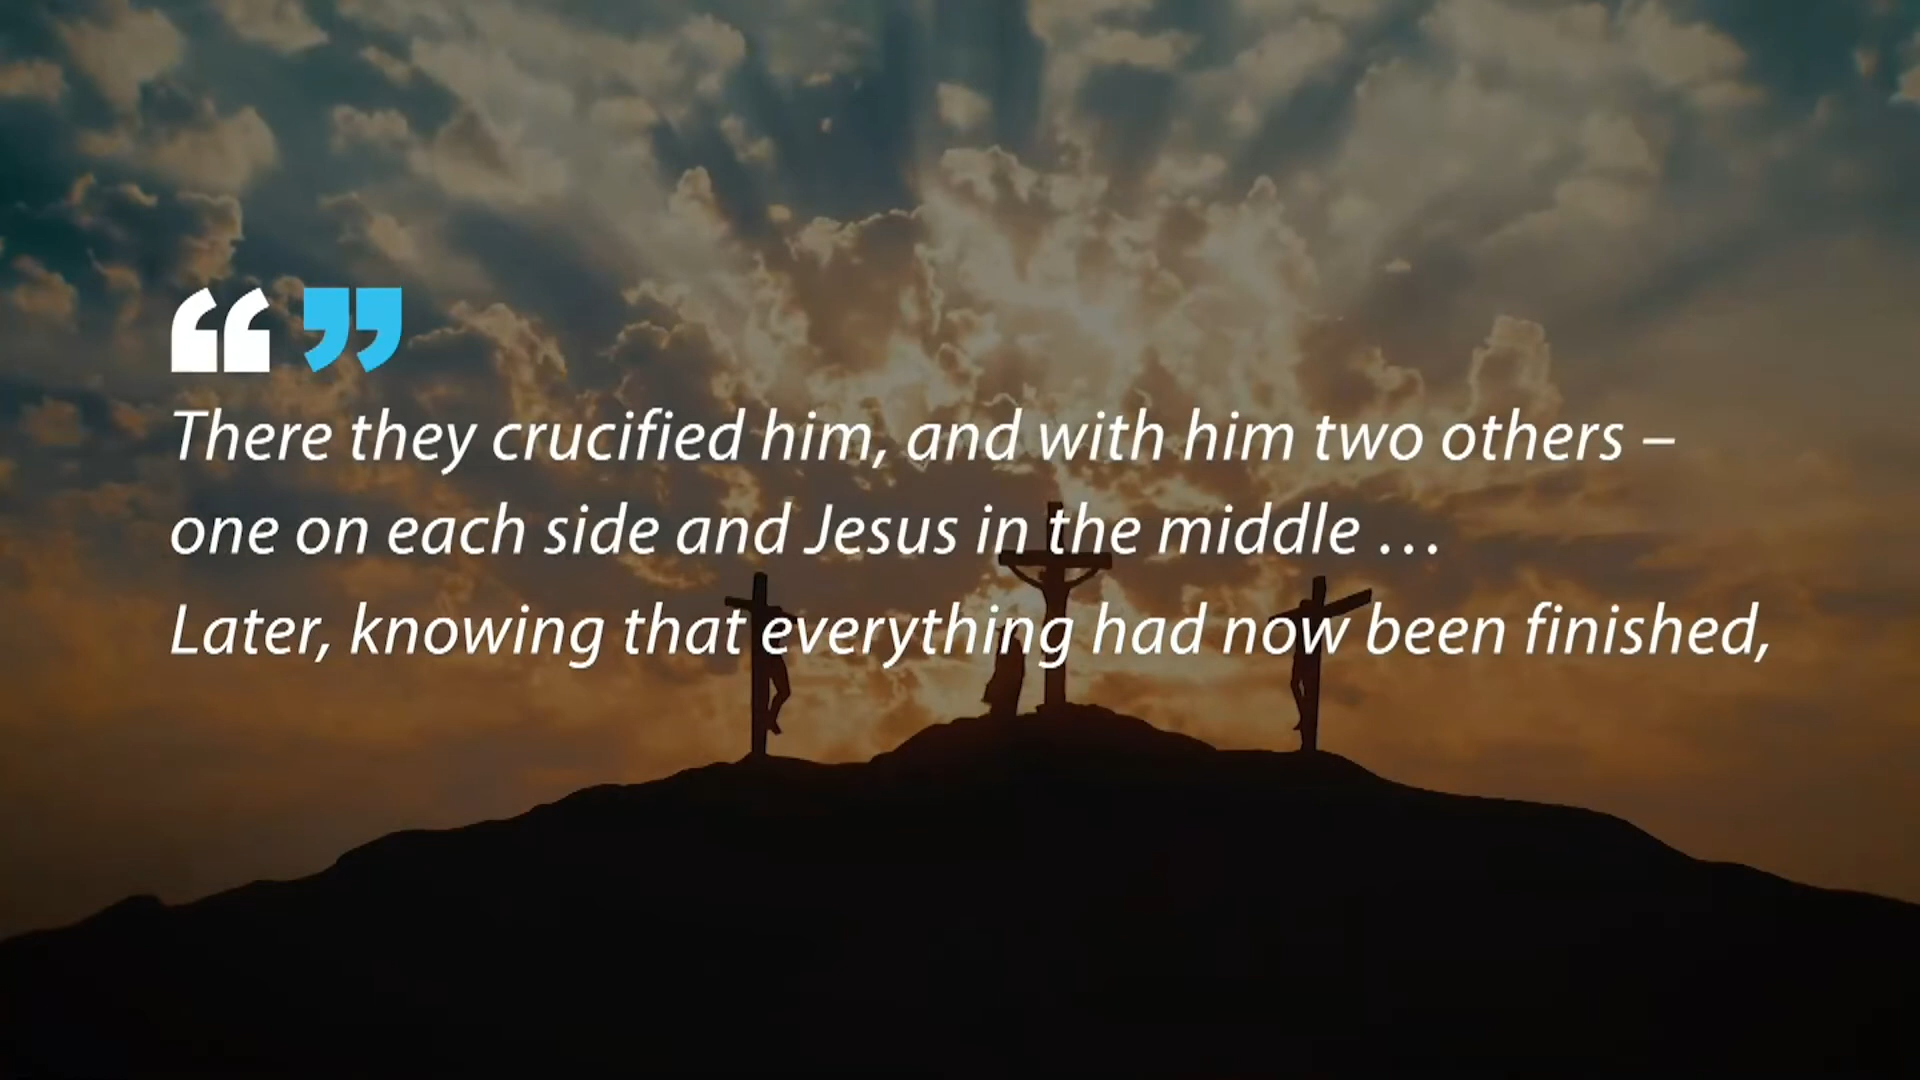 There they crucified him, and with him two others –
one on each side and Jesus in the middle …
Later, knowing that everything had now been finished,